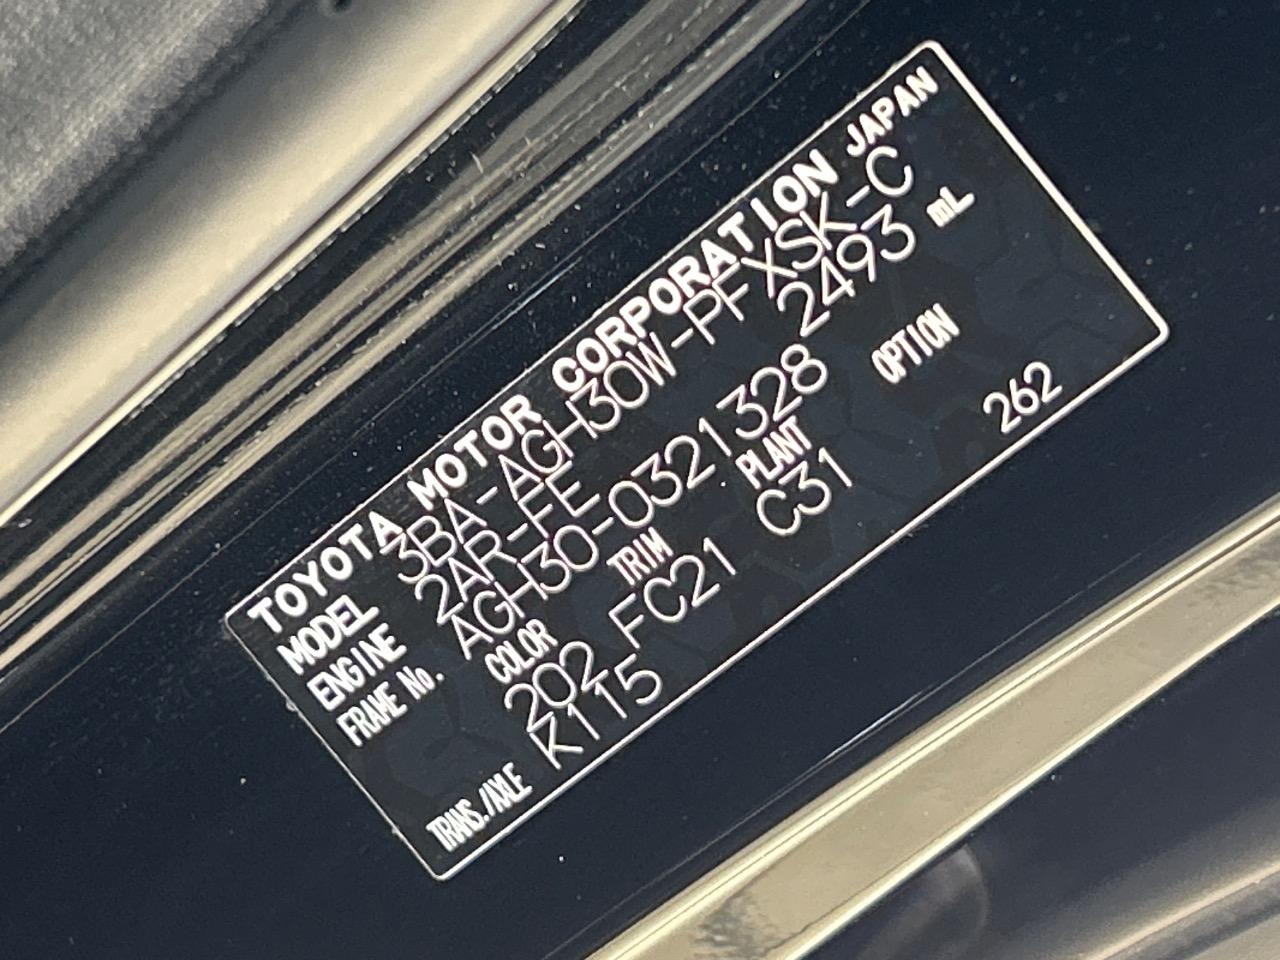 TOYOTA MOTOR CORPORATION JAPAN
MODEL 3BA-AGH30W-PFXSK-C
ENGINE 2AR-FE 2493 mL
FRAME No. AGH30-0321328
COLOR TRIM PLANT OPTION
202 FC21 C31
TRANS./AXLE K115 262